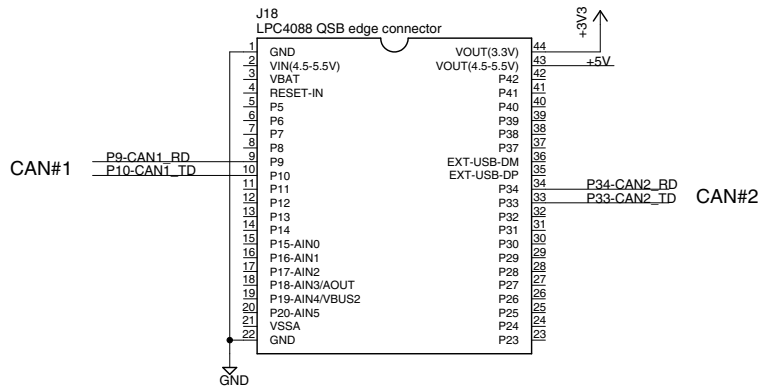 J18
LPC4088 QSB edge connector
+3V3
1 GND VOUT(3.3V) 44
2 VIN(4.5-5.5V) VOUT(4.5-5.5V) 43 +5V
3 VBAT P42 42
4 RESET-IN P41 41
5 P5 P40 40
6 P6 P39 39
7 P7 P38 38
8 P8 P37 37
CAN#1 P9-CAN1_RD 9 P9 EXT-USB-DM 36
P10-CAN1_TD 10 P10 EXT-USB-DP 35
11 P11 P34 34 P34-CAN2_RD CAN#2
12 P12 P33 33 P33-CAN2_TD
13 P13 P32 32
14 P14 P31 31
15 P15-AIN0 P30 30
16 P16-AIN1 P29 29
17 P17-AIN2 P28 28
18 P18-AIN3/AOUT P27 27
19 P19-AIN4/VBUS2 P26 26
20 P20-AIN5 P25 25
21 VSSA P24 24
22 GND P23 23
GND